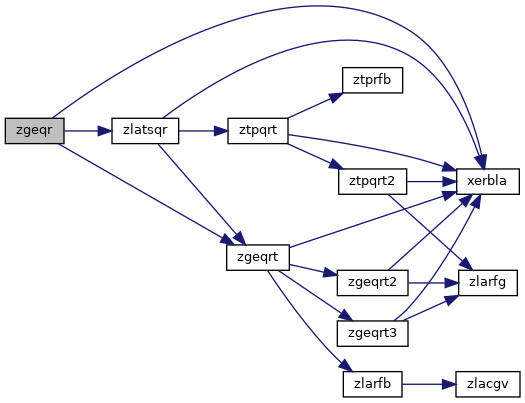 zgeqr
zlatsqr
ztpqrt
ztprfb
ztpqrt2
xerbla
zgeqrt
zgeqrt2
zlarfg
zgeqrt3
zlarfb
zlacgv